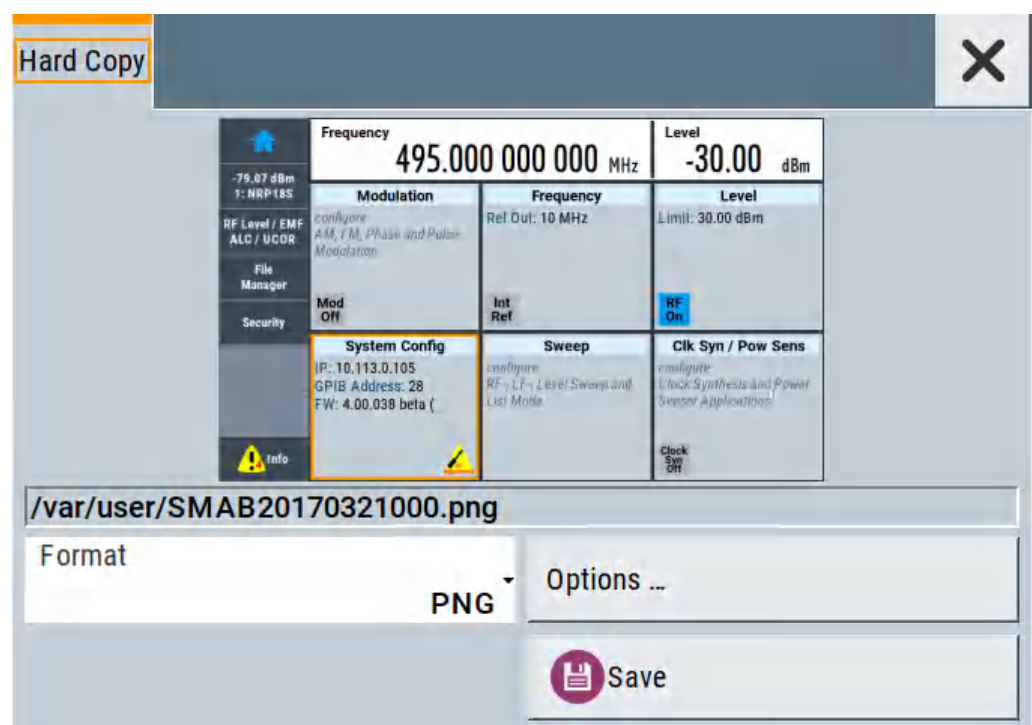 Hard Copy
Frequency
495.000 000 000 MHz
Level
-30.00 dBm
-79.07 dBm
1: NRP18S
RF Level / EMF
ALC / UCOR
File
Manager
Security
Info
Modulation
configure
AM, FM, Phase and Pulse
Modulation
Mod
Off
Frequency
Ref Out: 10 MHz
Int
Ref
Level
Limit: 30.00 dBm
RF
On
System Config
IP: 10.113.0.105
GPIB Address: 28
FW: 4.00.038 beta (
Sweep
configure
RF-, LF-, Level Sweep and
List Mode
Clk Syn / Pow Sens
configure
Clock Synthesis and Power
Sensor Applications
Clock
Syn
Off
/var/user/SMAB20170321000.png
Format
PNG
Options ...
Save